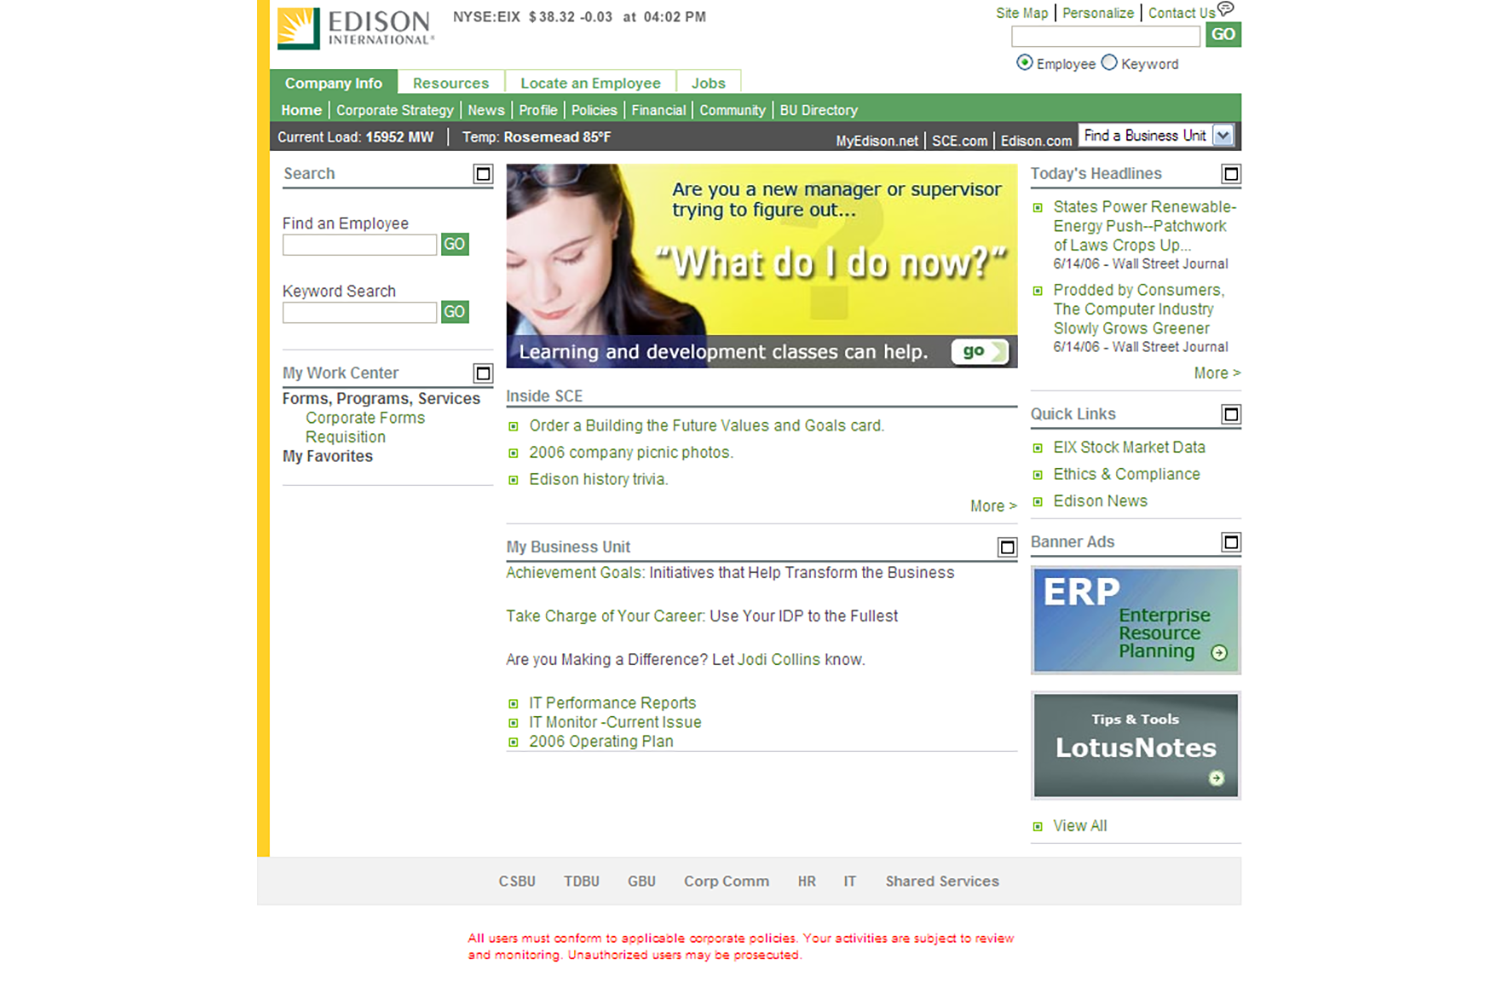 EDISON
INTERNATIONAL®
NYSE:EIX $38.32 -0.03 at 04:02 PM
Site Map | Personalize | Contact Us
GO
Employee Keyword
Company Info
Resources
Locate an Employee
Jobs
Home | Corporate Strategy | News | Profile | Policies | Financial | Community | BU Directory
Current Load: 15952 MW | Temp: Rosemead 85°F
MyEdison.net | SCE.com | Edison.com
Find a Business Unit
Search
Find an Employee
GO
Keyword Search
GO
My Work Center
Forms, Programs, Services
Corporate Forms
Requisition
My Favorites
Are you a new manager or supervisor
trying to figure out...
?
“What do I do now?”
Learning and development classes can help.
go
Inside SCE
Order a Building the Future Values and Goals card.
2006 company picnic photos.
Edison history trivia.
More >
My Business Unit
Achievement Goals: Initiatives that Help Transform the Business
Take Charge of Your Career: Use Your IDP to the Fullest
Are you Making a Difference? Let Jodi Collins know.
IT Performance Reports
IT Monitor -Current Issue
2006 Operating Plan
Today's Headlines
States Power Renewable-
Energy Push--Patchwork
of Laws Crops Up...
6/14/06 - Wall Street Journal
Prodded by Consumers,
The Computer Industry
Slowly Grows Greener
6/14/06 - Wall Street Journal
More >
Quick Links
EIX Stock Market Data
Ethics & Compliance
Edison News
Banner Ads
ERP
Enterprise
Resource
Planning
Tips & Tools
LotusNotes
View All
CSBU TDBU GBU Corp Comm HR IT Shared Services
All users must conform to applicable corporate policies. Your activities are subject to review
and monitoring. Unauthorized users may be prosecuted.